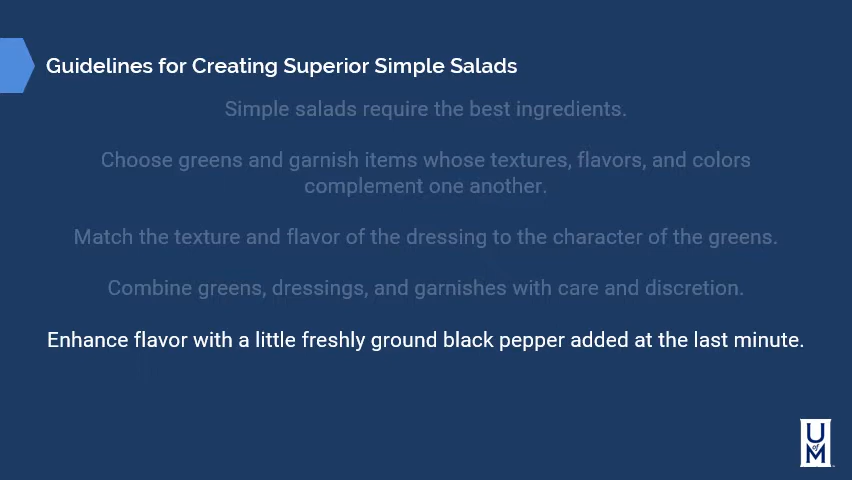 Guidelines for Creating Superior Simple Salads
Simple salads require the best ingredients.
Choose greens and garnish items whose textures, flavors, and colors
complement one another.
Match the texture and flavor of the dressing to the character of the greens.
Combine greens, dressings, and garnishes with care and discretion.
Enhance flavor with a little freshly ground black pepper added at the last minute.
U
of
M